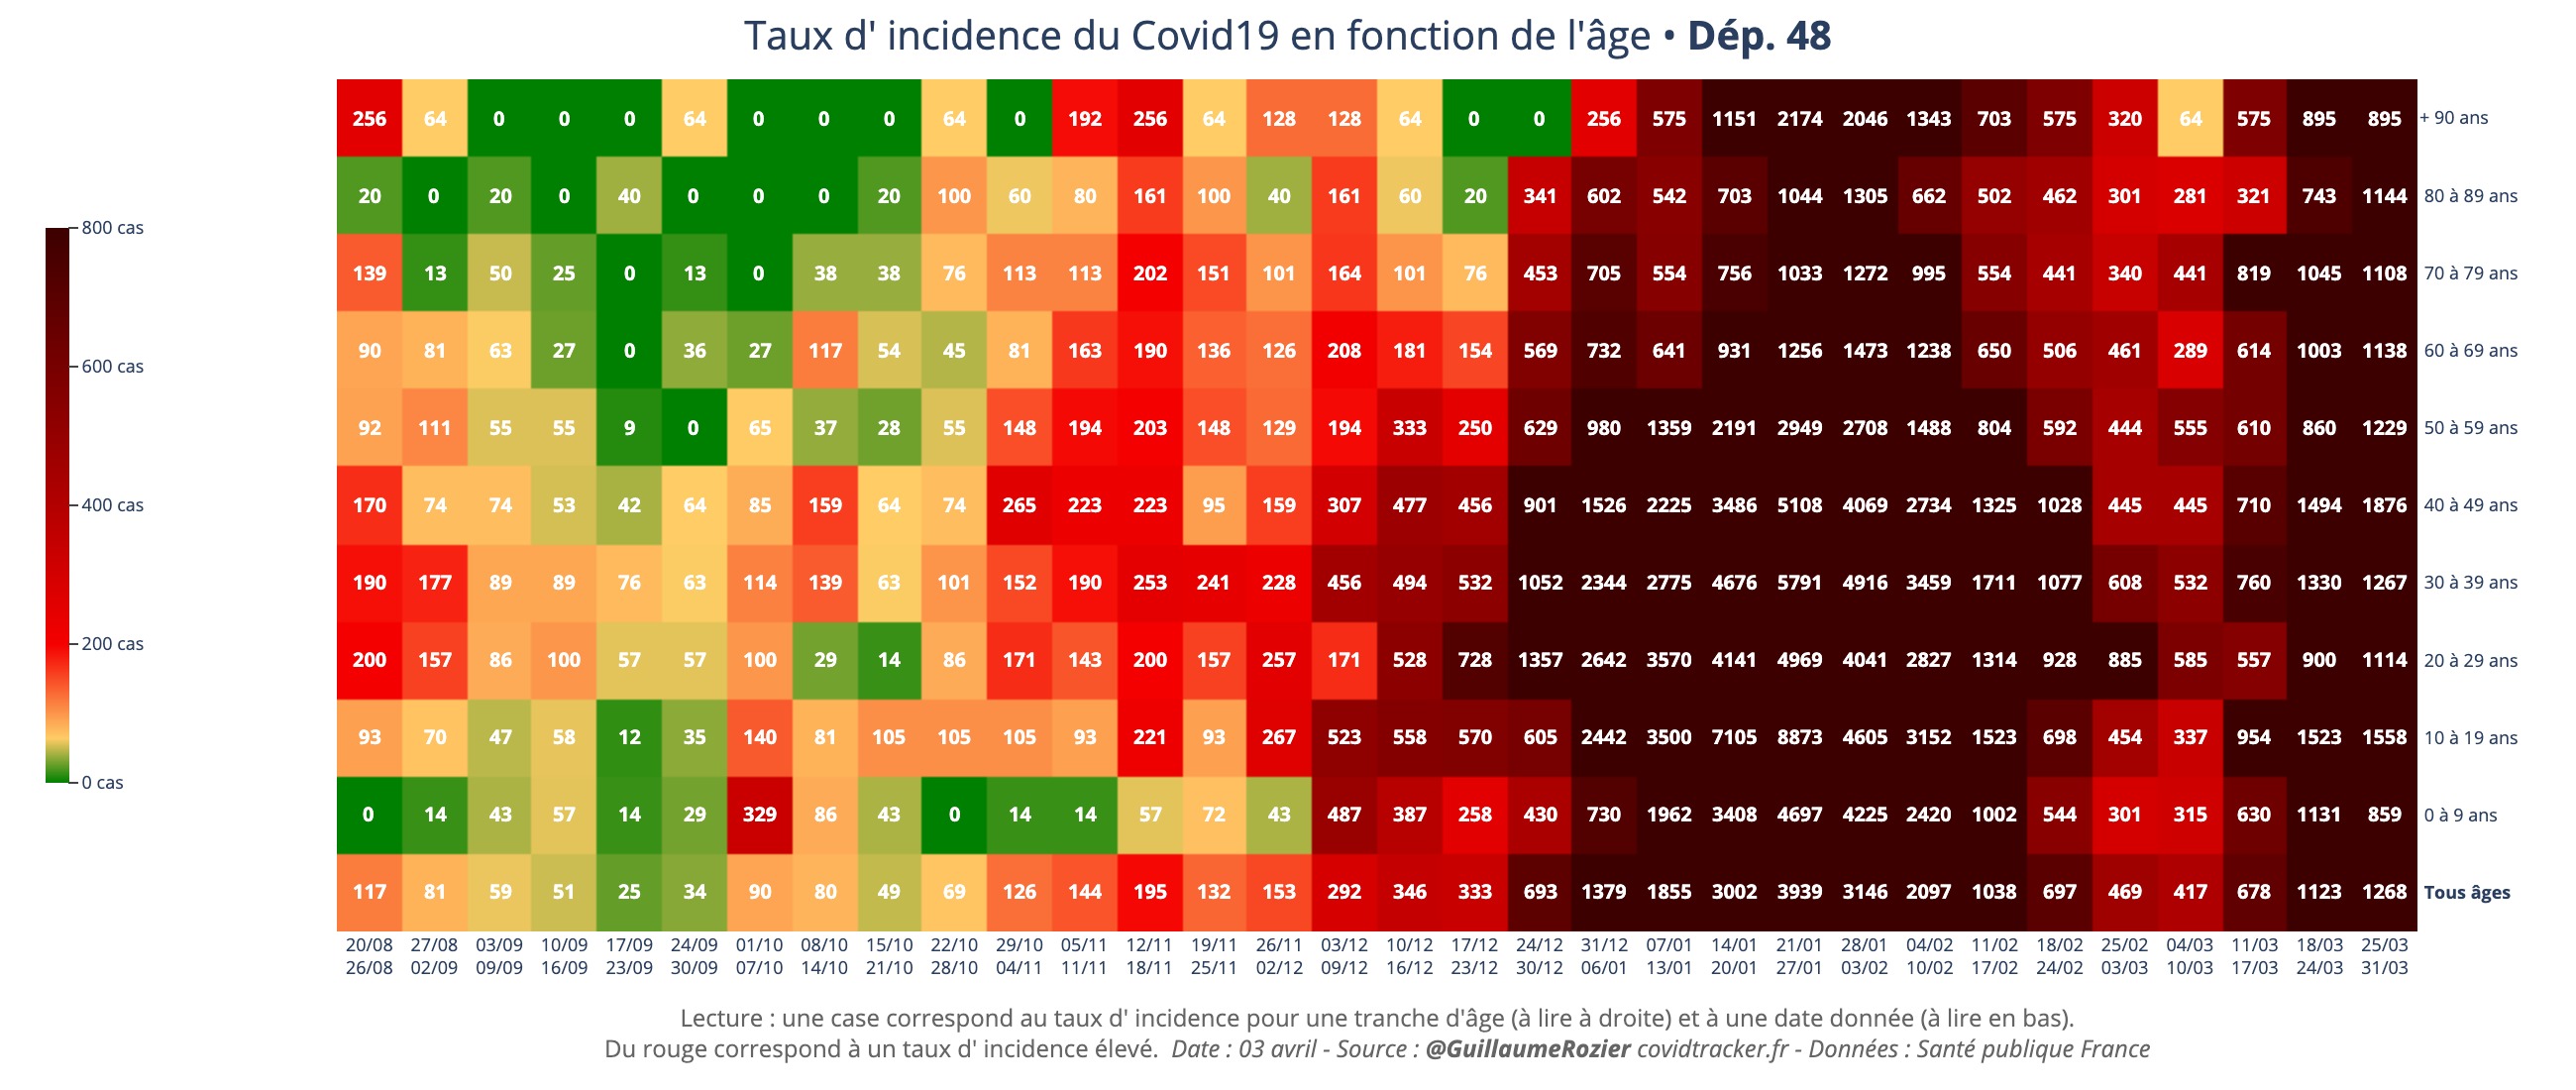 Taux d' incidence du Covid19 en fonction de l'âge • Dép. 48
256 64 0 0 0 64 0 0 0 64 0 192 256 64 128 128 64 0 0 256 575 1151 2174 2046 1343 703 575 320 64 575 895 895 + 90 ans
20 0 20 0 40 0 0 0 20 100 60 80 161 100 40 161 60 20 341 602 542 703 1044 1305 662 502 462 301 281 321 743 1144 80 à 89 ans
800 cas
139 13 50 25 0 13 0 38 38 76 113 113 202 151 101 164 101 76 453 705 554 756 1033 1272 995 554 441 340 441 819 1045 1108 70 à 79 ans
90 81 63 27 0 36 27 117 54 45 81 163 190 136 126 208 181 154 569 732 641 931 1256 1473 1238 650 506 461 289 614 1003 1138 60 à 69 ans
600 cas
92 111 55 55 9 0 65 37 28 55 148 194 203 148 129 194 333 250 629 980 1359 2191 2949 2708 1488 804 592 444 555 610 860 1229 50 à 59 ans
400 cas
170 74 74 53 42 64 85 159 64 74 265 223 223 95 159 307 477 456 901 1526 2225 3486 5108 4069 2734 1325 1028 445 445 710 1494 1876 40 à 49 ans
190 177 89 89 76 63 114 139 63 101 152 190 253 241 228 456 494 532 1052 2344 2775 4676 5791 4916 3459 1711 1077 608 532 760 1330 1267 30 à 39 ans
200 cas
200 157 86 100 57 57 100 29 14 86 171 143 200 157 257 171 528 728 1357 2642 3570 4141 4969 4041 2827 1314 928 885 585 557 900 1114 20 à 29 ans
93 70 47 58 12 35 140 81 105 105 105 93 221 93 267 523 558 570 605 2442 3500 7105 8873 4605 3152 1523 698 454 337 954 1523 1558 10 à 19 ans
0 cas
0 14 43 57 14 29 329 86 43 0 14 14 57 72 43 487 387 258 430 730 1962 3408 4697 4225 2420 1002 544 301 315 630 1131 859 0 à 9 ans
117 81 59 51 25 34 90 80 49 69 126 144 195 132 153 292 346 333 693 1379 1855 3002 3939 3146 2097 1038 697 469 417 678 1123 1268 Tous âges
20/08 27/08 03/09 10/09 17/09 24/09 01/10 08/10 15/10 22/10 29/10 05/11 12/11 19/11 26/11 03/12 10/12 17/12 24/12 31/12 07/01 14/01 21/01 28/01 04/02 11/02 18/02 25/02 04/03 11/03 18/03 25/03
26/08 02/09 09/09 16/09 23/09 30/09 07/10 14/10 21/10 28/10 04/11 11/11 18/11 25/11 02/12 09/12 16/12 23/12 30/12 06/01 13/01 20/01 27/01 03/02 10/02 17/02 24/02 03/03 10/03 17/03 24/03 31/03
Lecture : une case correspond au taux d' incidence pour une tranche d'âge (à lire à droite) et à une date donnée (à lire en bas).
Du rouge correspond à un taux d' incidence élevé. Date : 03 avril - Source : @GuillaumeRozier covidtracker.fr - Données : Santé publique France